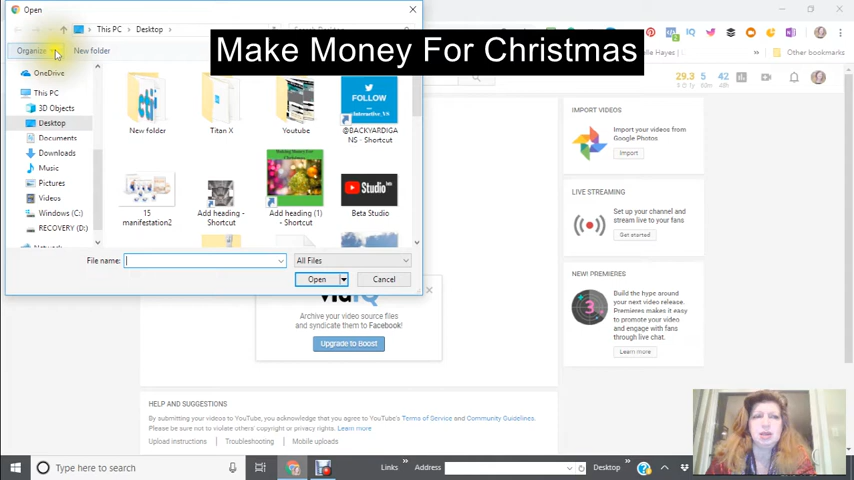 Open
This PC > Desktop >
Organize
New folder
Make Money For Christmas
Other bookmarks
OneDrive
This PC
3D Objects
Desktop
Documents
Downloads
Music
Pictures
Videos
Windows (C:)
RECOVERY (D:)
New folder
Titan X
Youtube
FOLLOW
@BACKYARDIGA
NS - Shortcut
15
manifestation2
Add heading -
Shortcut
Add heading (1)
- Shortcut
Studio
Beta Studio
File name:
All Files
Open
Cancel
29.3 5 42
IMPORT VIDEOS
Import your videos from
Google Photos
Import
LIVE STREAMING
Set up your channel and
stream live to your fans
Get started
NEW! PREMIERES
Build the hype around
your next video release.
Premieres makes it easy
to promote your video
and engage with fans
through live chat.
Learn more
vidIQ
Archive your video source files
and syndicate them to Facebook!
Upgrade to Boost
HELP AND SUGGESTIONS
By submitting your videos to YouTube, you acknowledge that you agree to YouTube's Terms of Service and Community Guidelines.
Please be sure not to violate others' copyright or privacy rights. Learn more
Upload instructions
Troubleshooting
Mobile uploads
Type here to search
Links
Address
Desktop